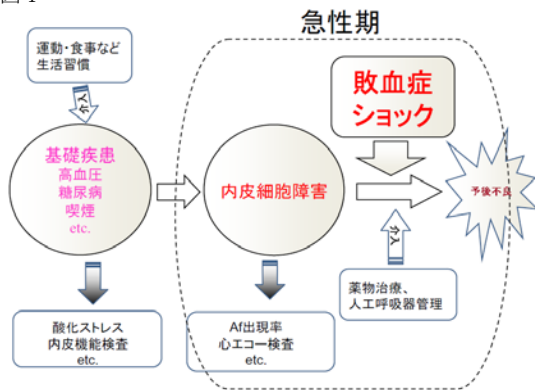 図1
急性期
運動・食事など
生活習慣
介入
敗血症
ショック
基礎疾患
高血圧
糖尿病
喫煙
etc.
内皮細胞障害
予後不良
介入
薬物治療、
人工呼吸器管理
酸化ストレス
内皮機能検査
etc.
Af出現率
心エコー検査
etc.